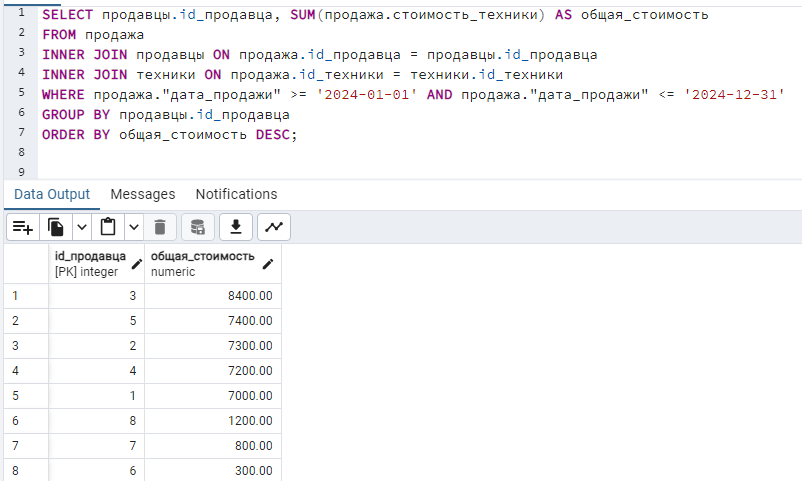 1 SELECT продавцы.id_продавца, SUM(продажа.стоимость_техники) AS общая_стоимость
2 FROM продажа
3 INNER JOIN продавцы ON продажа.id_продавца = продавцы.id_продавца
4 INNER JOIN техники ON продажа.id_техники = техники.id_техники
5 WHERE продажа."дата_продажи" >= '2024-01-01' AND продажа."дата_продажи" <= '2024-12-31'
6 GROUP BY продавцы.id_продавца
7 ORDER BY общая_стоимость DESC;
8
9
Data Output Messages Notifications
id_продавца общая_стоимость
[PK] integer numeric
1 3 8400.00
2 5 7400.00
3 2 7300.00
4 4 7200.00
5 1 7000.00
6 8 1200.00
7 7 800.00
8 6 300.00